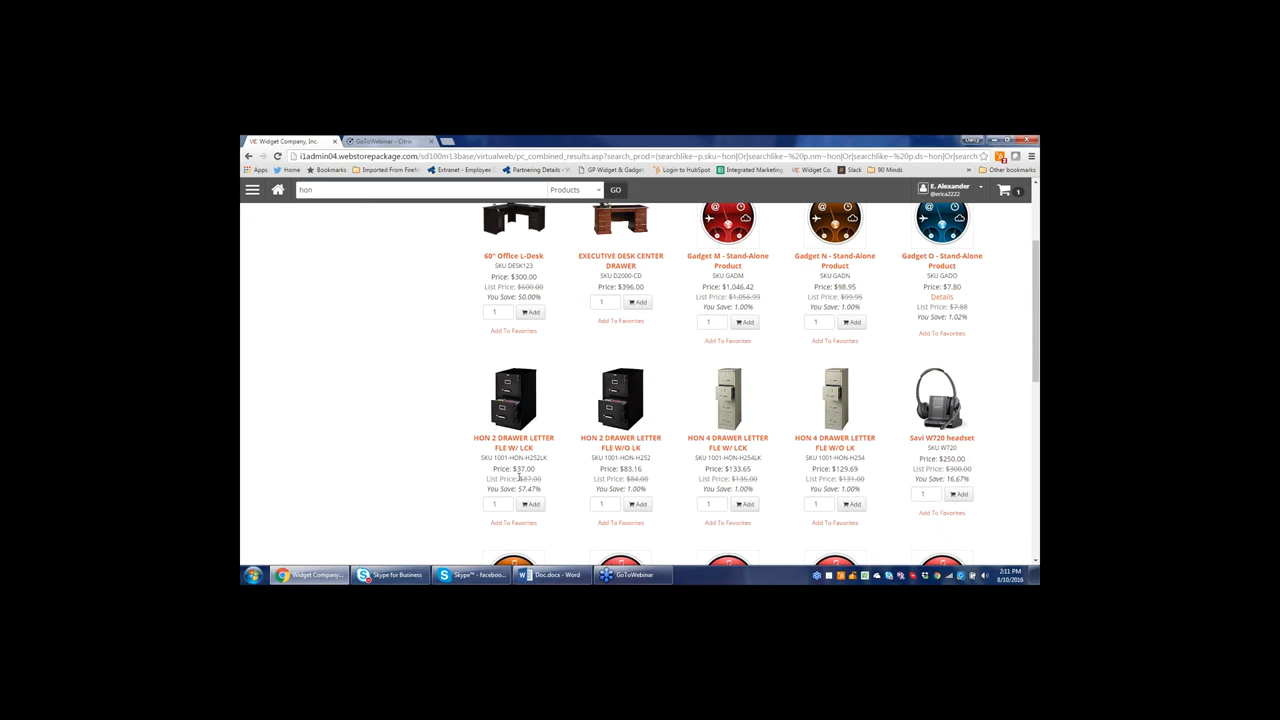 Widget Company, Inc.
GoToWebinar - Citrix
i1admin04.webstorepackage.com/sd100m13base/virtualweb/pc_combined_results.asp?search_prod=(searchlike~p.sku~hon|Or|searchlike~%20p.nm~hon|Or|searchlike~%20p.ds~hon|Or|search
Apps Twitter Home Bookmarks Imported From Firef Extranet - Employee Partnering Details - V GP Widget & Gadget Integrated Marketing Login to HubSpot Widget Co. Slack 90 Minds » Other bookmarks
hon Products GO E. Alexander
@erica2222
1
60" Office L-Desk
SKU DESK123
Price: $300.00
List Price: $600.00
You Save: 50.00%
1 Add
Add To Favorites
EXECUTIVE DESK CENTER
DRAWER
SKU D2000-CD
Price: $396.00
1 Add
Add To Favorites
Gadget M - Stand-Alone
Product
SKU GADM
Price: $1,046.42
List Price: $1,056.99
You Save: 1.00%
1 Add
Add To Favorites
Gadget N - Stand-Alone
Product
SKU GADN
Price: $98.95
List Price: $99.95
You Save: 1.00%
1 Add
Add To Favorites
Gadget O - Stand-Alone
Product
SKU GADO
Price: $7.80
Details
List Price: $7.88
You Save: 1.02%
Add To Favorites
HON 2 DRAWER LETTER
FLE W/ LCK
SKU 1001-HON-H252LK
Price: $37.00
List Price: $87.00
You Save: 57.47%
1 Add
Add To Favorites
HON 2 DRAWER LETTER
FLE W/O LK
SKU 1001-HON-H252
Price: $83.16
List Price: $84.00
You Save: 1.00%
1 Add
Add To Favorites
HON 4 DRAWER LETTER
FLE W/ LCK
SKU 1001-HON-H254LK
Price: $133.65
List Price: $135.00
You Save: 1.00%
1 Add
Add To Favorites
HON 4 DRAWER LETTER
FLE W/O LK
SKU 1001-HON-H254
Price: $129.69
List Price: $131.00
You Save: 1.00%
1 Add
Add To Favorites
Savi W720 headset
SKU W720
Price: $250.00
List Price: $300.00
You Save: 16.67%
1 Add
Add To Favorites
Widget Company... Skype for Business Skype™ - faceboo... Doc.docx - Word GoToWebinar 2:11 PM
8/10/2016